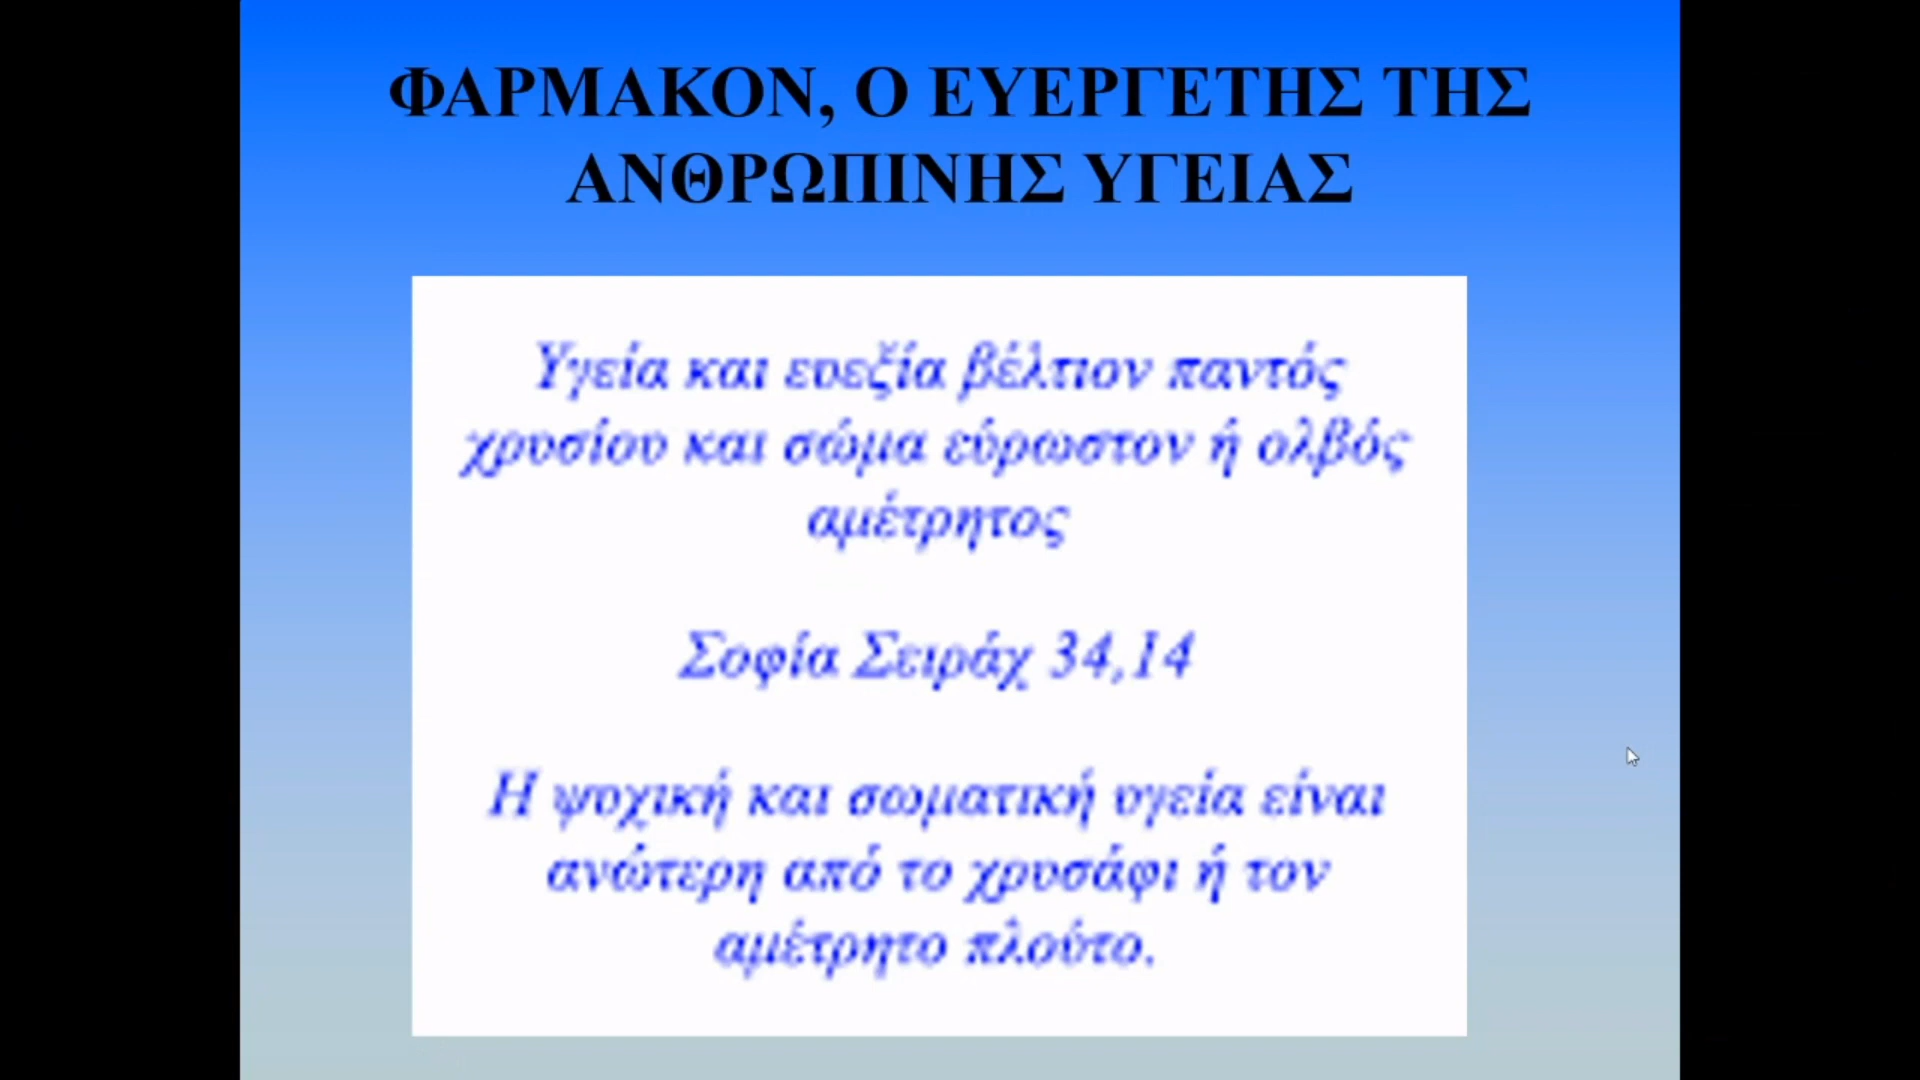 ΦΑΡΜΑΚΟΝ, Ο ΕΥΕΡΓΕΤΗΣ ΤΗΣ
ΑΝΘΡΩΠΙΝΗΣ ΥΓΕΙΑΣ
Υγεία και ευεξία βέλτιον παντός
χρυσίου και σώμα εύρωστον ή ολβός
αμέτρητος
Σοφία Σειράχ 34,14
Η ψυχική και σωματική υγεία είναι
ανώτερη από το χρυσάφι ή τον
αμέτρητο πλούτο.